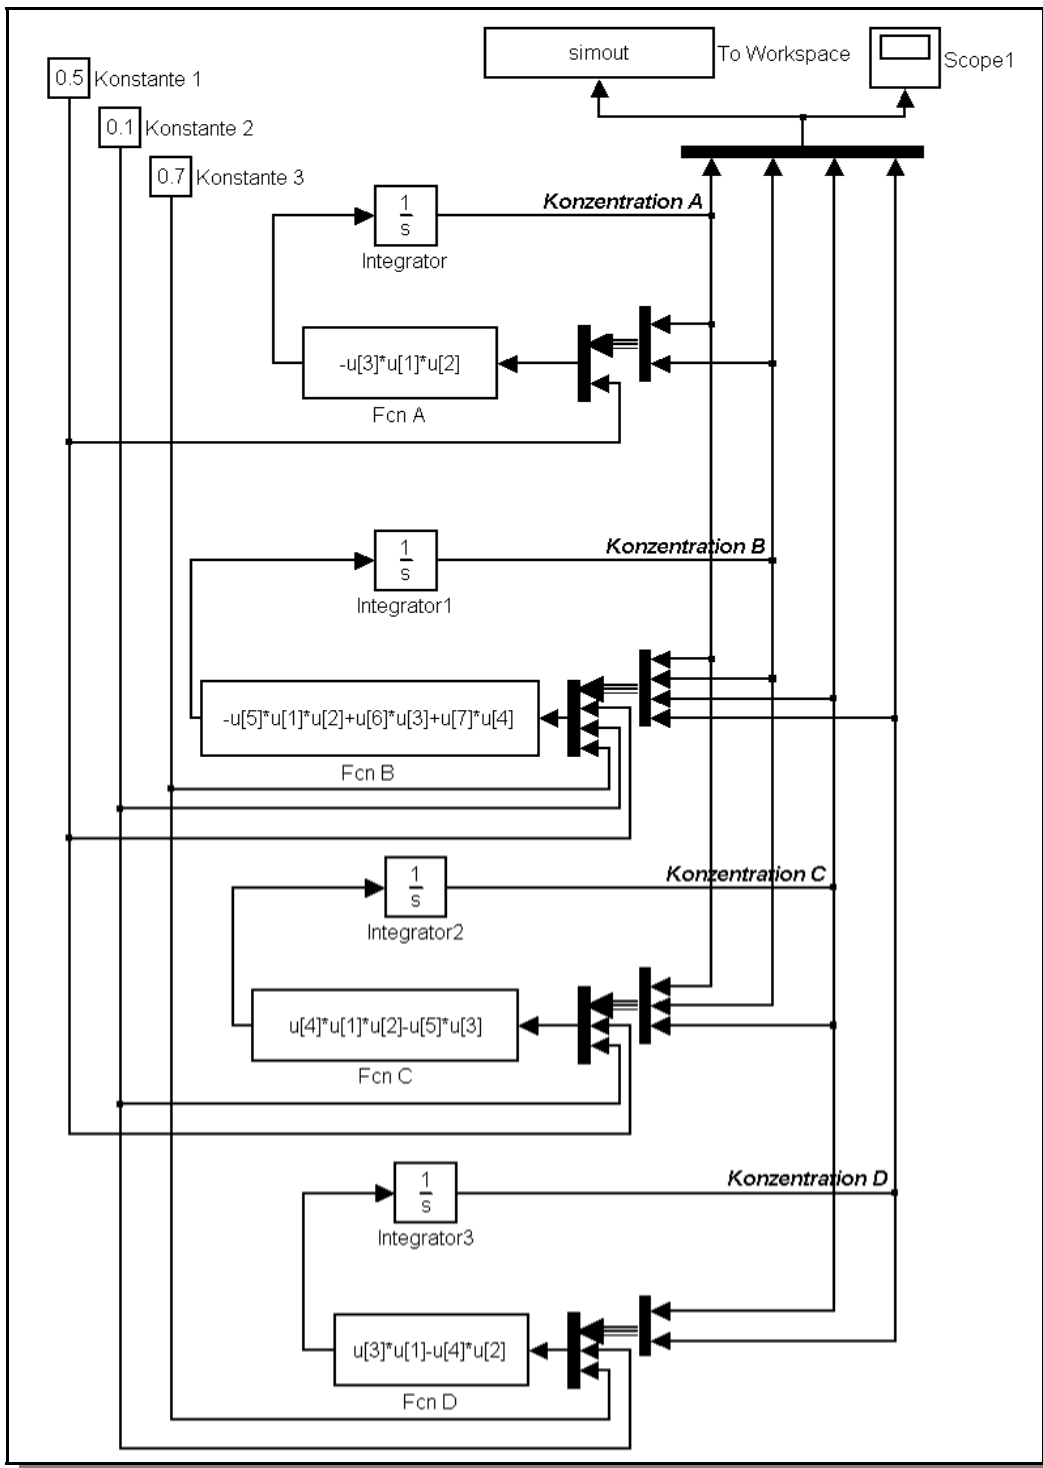 simout
To Workspace
Scope1
0.5
Konstante 1
0.1
Konstante 2
0.7
Konstante 3
Konzentration A
1
s
Integrator
-u[3]*u[1]*u[2]
Fcn A
Konzentration B
1
s
Integrator1
-u[5]*u[1]*u[2]+u[6]*u[3]+u[7]*u[4]
Fcn B
Konzentration C
1
s
Integrator2
u[4]*u[1]*u[2]-u[5]*u[3]
Fcn C
Konzentration D
1
s
Integrator3
u[3]*u[1]-u[4]*u[2]
Fcn D